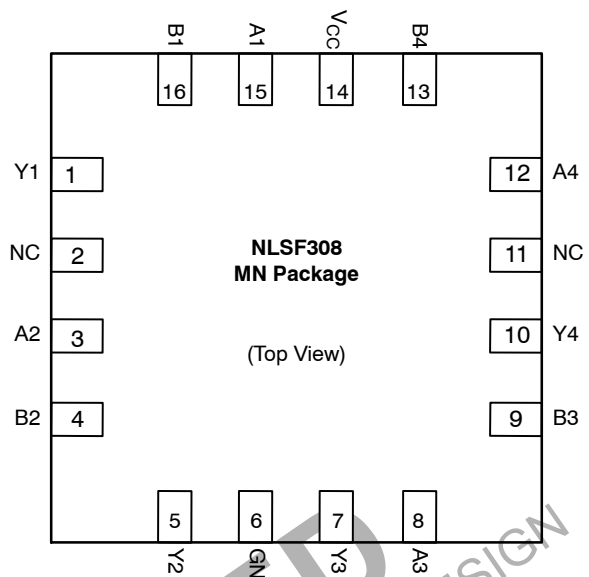 B1 A1 VCC B4
16 15 14 13
Y1 1 12 A4
NC 2 11 NC
NLSF308
MN Package
A2 3 10 Y4
(Top View)
B2 4 9 B3
5 6 7 8
Y2 GN Y3 A3